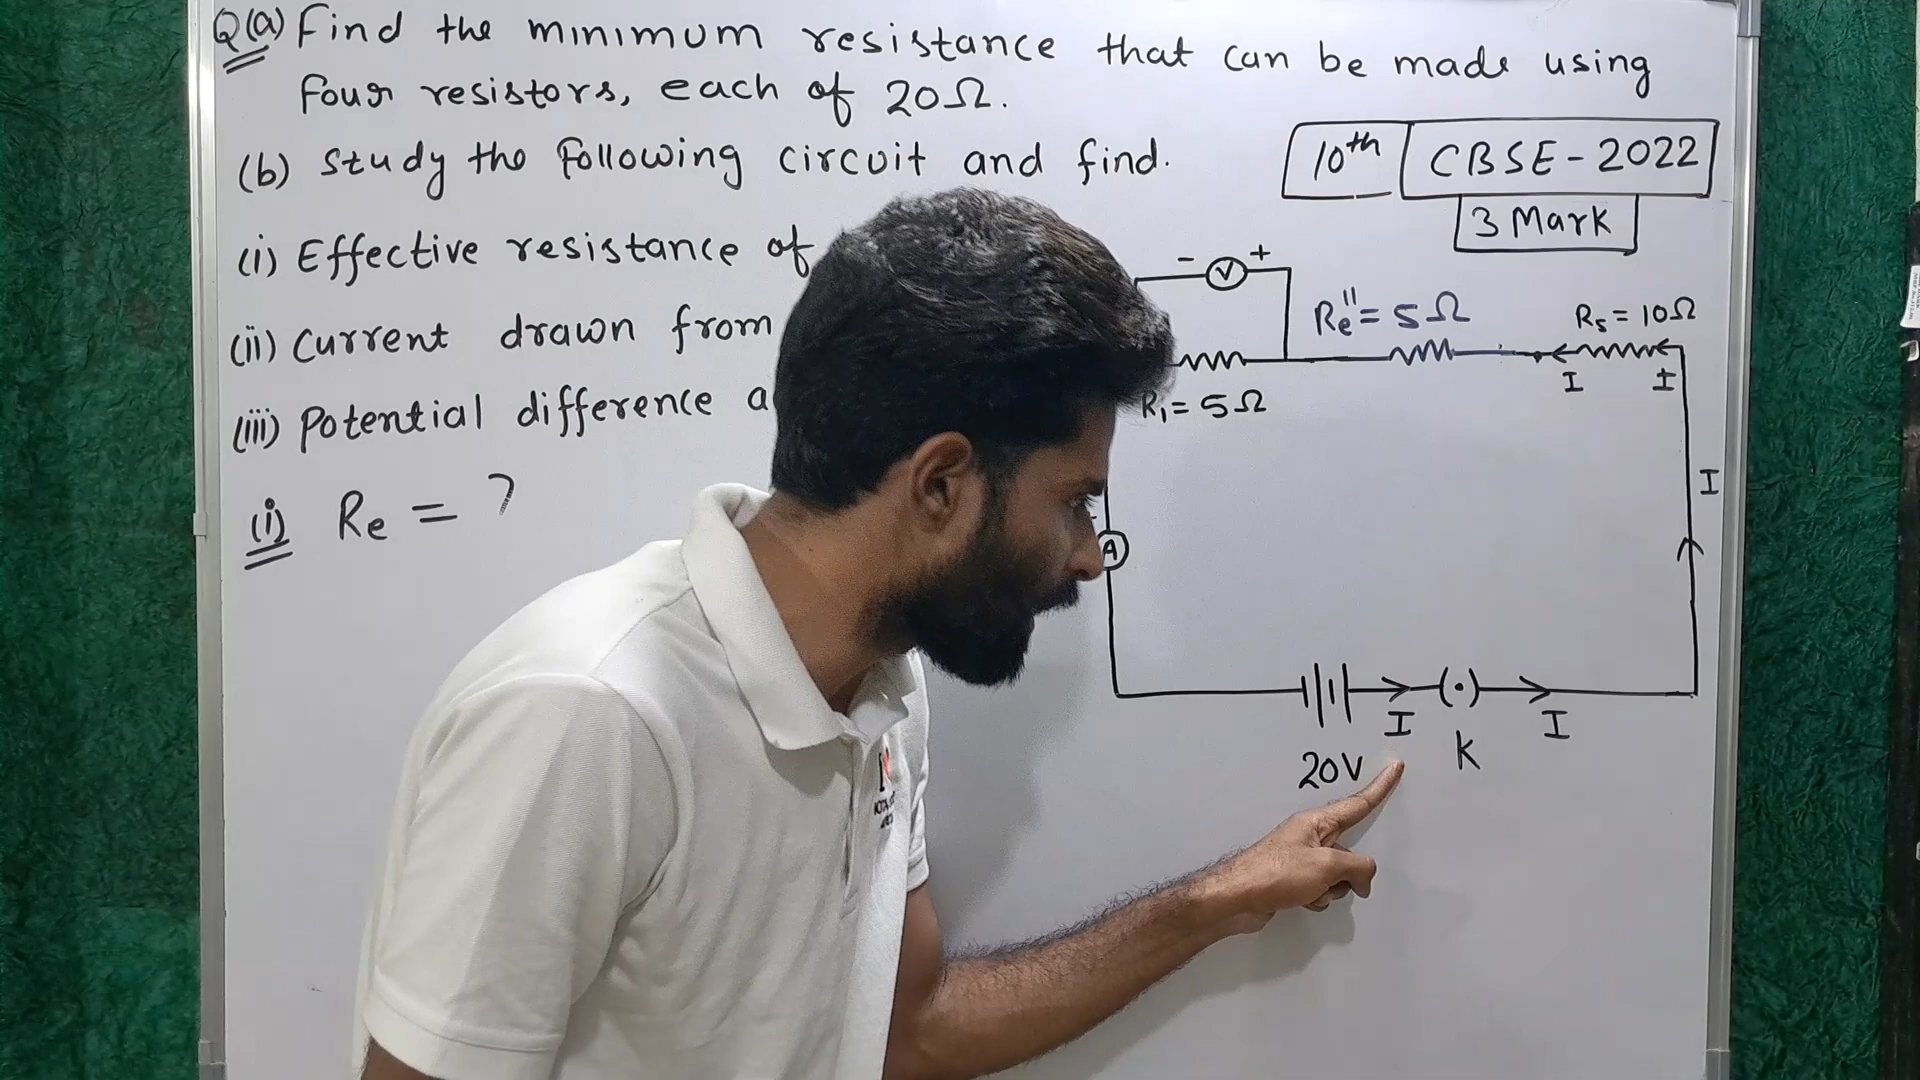 Q(a) Find the minimum resistance that can be made using
four resistors, each of 20Ω.
(b) Study the Following circuit and find.
10th CBSE-2022
3 Mark
(i) Effective resistance of
(ii) Current drawn from
(iii) Potential difference a
(i) Re = ?
- V +
Re'' = 5Ω
R5 = 10Ω
I I
R1 = 5Ω
I
A
I I
20V K